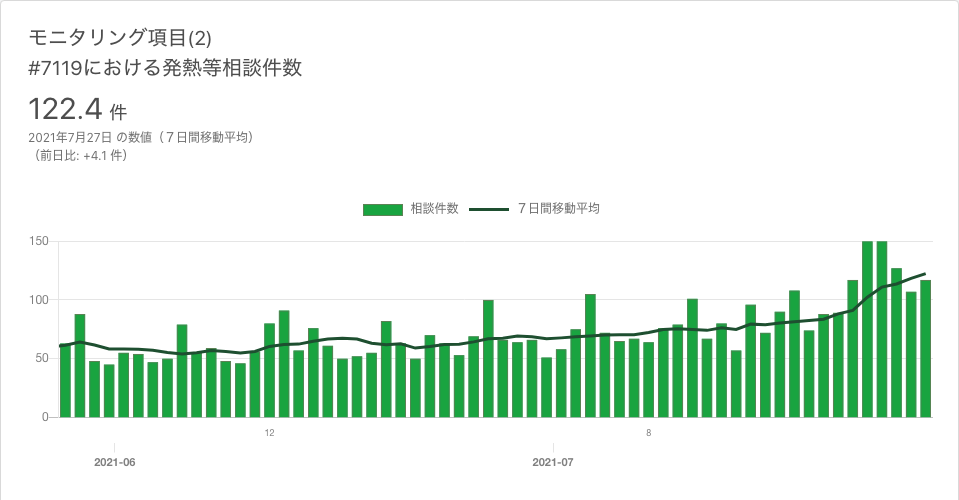 モニタリング項目(2)
#7119における発熱等相談件数
122.4 件
2021年7月27日 の数値（７日間移動平均）
（前日比: +4.1 件）
相談件数 ７日間移動平均
150
100
50
0
12 8
2021-06 2021-07